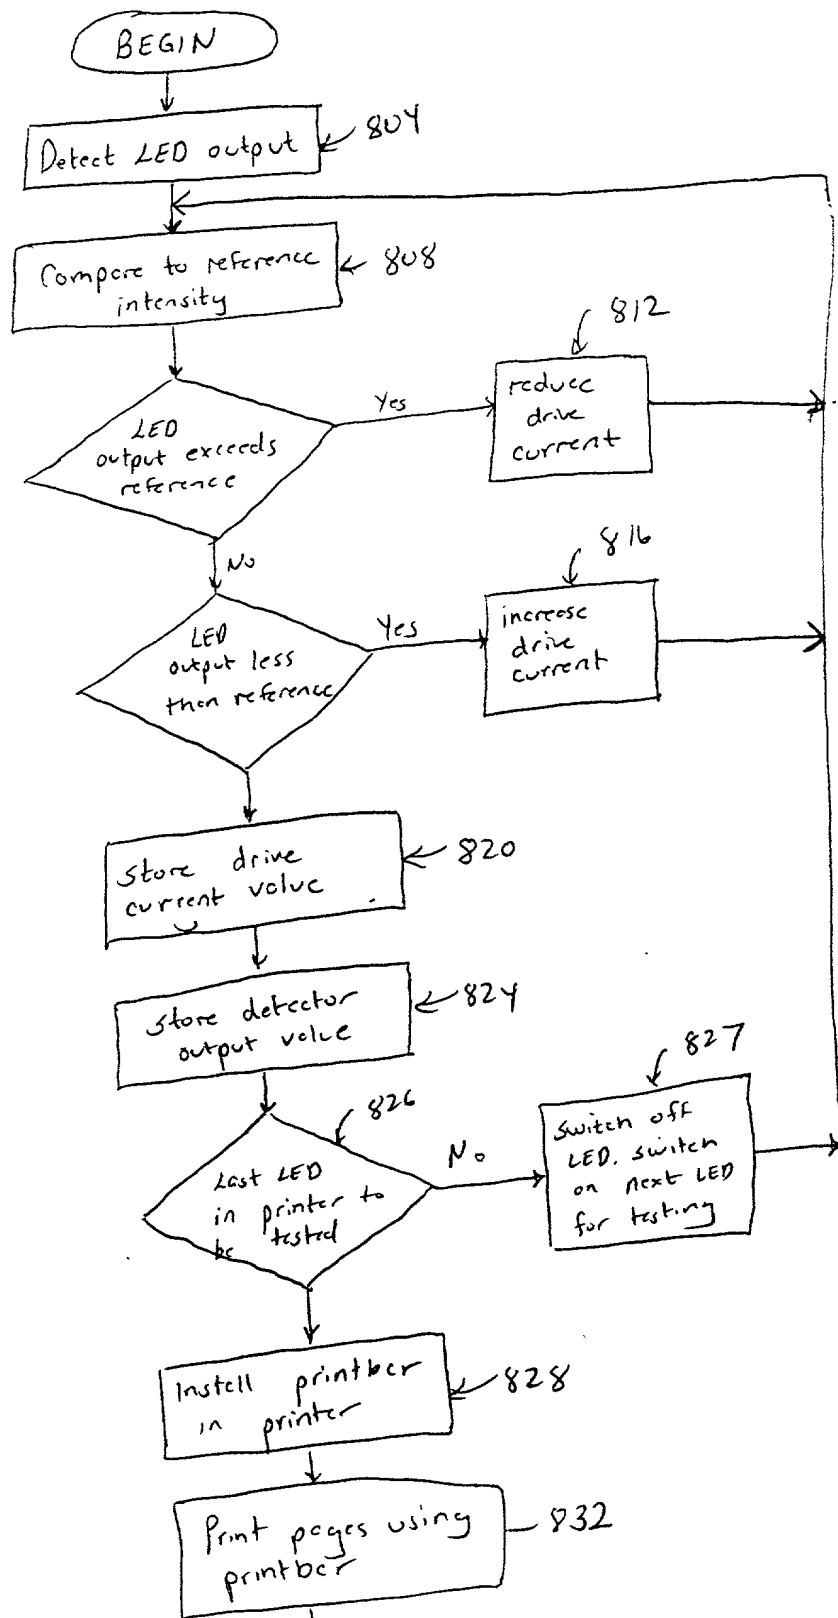 BEGIN
Detect LED output
804
Compare to reference
intensity
808
LED
output exceeds
reference
Yes
812
reduce
drive
current
No
LED
output less
than reference
Yes
816
increase
drive
current
store drive
current value
820
store detector
output value
824
826
Last LED
in printer to
be tested
No
827
switch off
LED. switch
on next LED
for testing
Install printbar
in printer
828
Print pages using
printbar
832